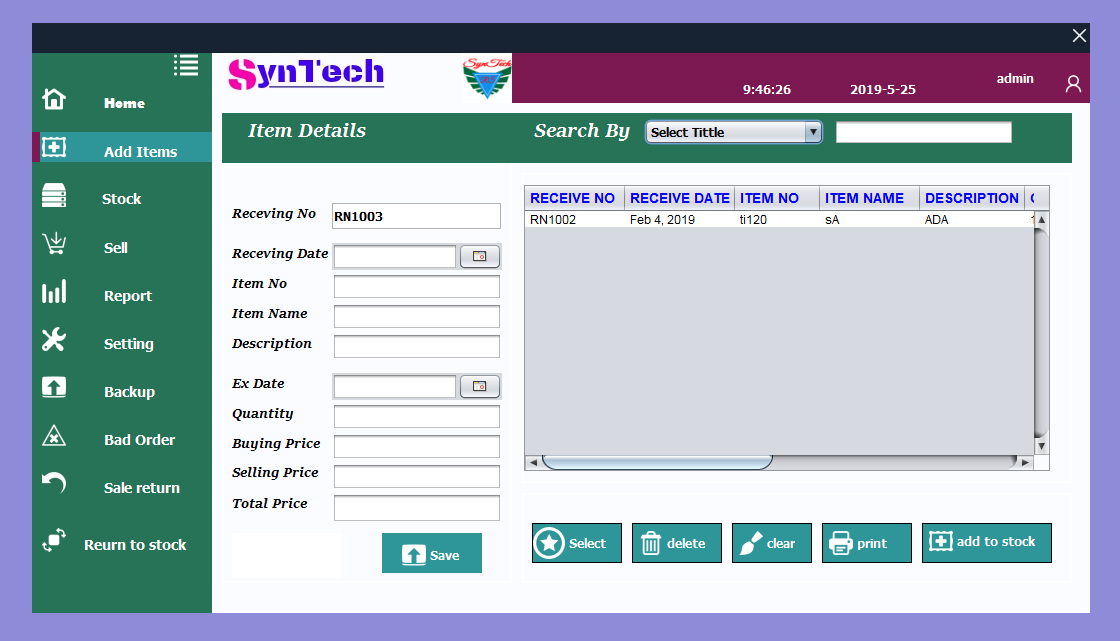 SynTech
SynTech
9:46:26
2019-5-25
admin
Home
Add Items
Stock
Sell
Report
Setting
Backup
Bad Order
Sale return
Reurn to stock
Item Details
Search By
Select Tittle
Receving No
RN1003
Receving Date
Item No
Item Name
Description
Ex Date
Quantity
Buying Price
Selling Price
Total Price
Save
RECEIVE NO RECEIVE DATE ITEM NO ITEM NAME DESCRIPTION
RN1002 Feb 4, 2019 ti120 sA ADA
Select
delete
clear
print
add to stock